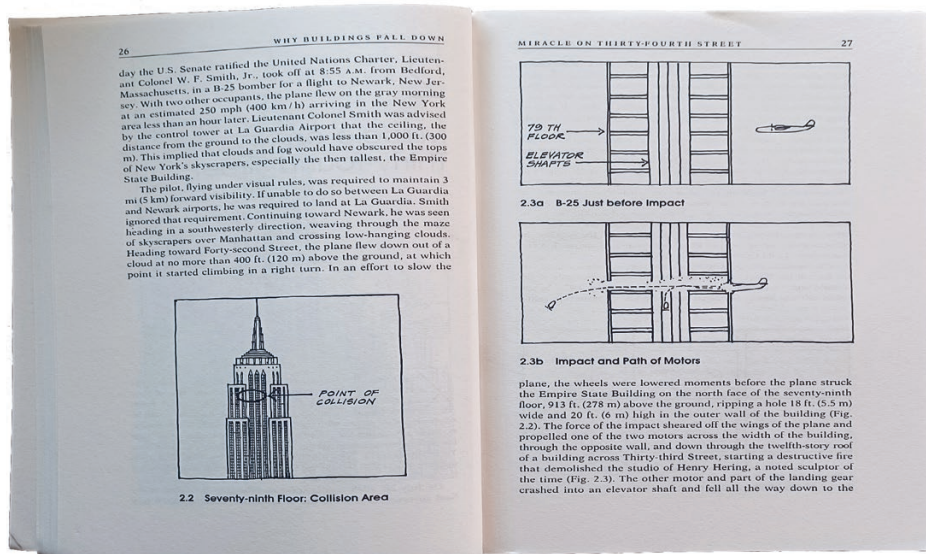 26
WHY BUILDINGS FALL DOWN
day the U.S. Senate ratified the United Nations Charter, Lieuten-
ant Colonel W. F. Smith, Jr., took off at 8:55 A.M. from Bedford,
Massachusetts, in a B-25 bomber for a flight to Newark, New Jer-
sey. With two other occupants, the plane flew on the gray morning
at an estimated 250 mph (400 km/h) arriving in the New York
area less than an hour later. Lieutenant Colonel Smith was advised
by the control tower at La Guardia Airport that the ceiling, the
distance from the ground to the clouds, was less than 1,000 ft. (300
m). This implied that clouds and fog would have obscured the tops
of New York's skyscrapers, especially the then tallest, the Empire
State Building.
The pilot, flying under visual rules, was required to maintain 3
mi (5 km) forward visibility. If unable to do so between La Guardia
and Newark airports, he was required to land at La Guardia. Smith
ignored that requirement. Continuing toward Newark, he was seen
heading in a southwesterly direction, weaving through the maze
of skyscrapers over Manhattan and crossing low-hanging clouds.
Heading toward Forty-second Street, the plane flew down out of a
cloud at no more than 400 ft. (120 m) above the ground, at which
point it started climbing in a right turn. In an effort to slow the
POINT OF
COLLISION
2.2 Seventy-ninth Floor: Collision Area
MIRACLE ON THIRTY-FOURTH STREET
27
79 TH
FLOOR
ELEVATOR
SHAFTS
2.3a B-25 Just before Impact
2.3b Impact and Path of Motors
plane, the wheels were lowered moments before the plane struck
the Empire State Building on the north face of the seventy-ninth
floor, 913 ft. (278 m) above the ground, ripping a hole 18 ft. (5.5 m)
wide and 20 ft. (6 m) high in the outer wall of the building (Fig.
2.2). The force of the impact sheared off the wings of the plane and
propelled one of the two motors across the width of the building,
through the opposite wall, and down through the twelfth-story roof
of a building across Thirty-third Street, starting a destructive fire
that demolished the studio of Henry Hering, a noted sculptor of
the time (Fig. 2.3). The other motor and part of the landing gear
crashed into an elevator shaft and fell all the way down to the